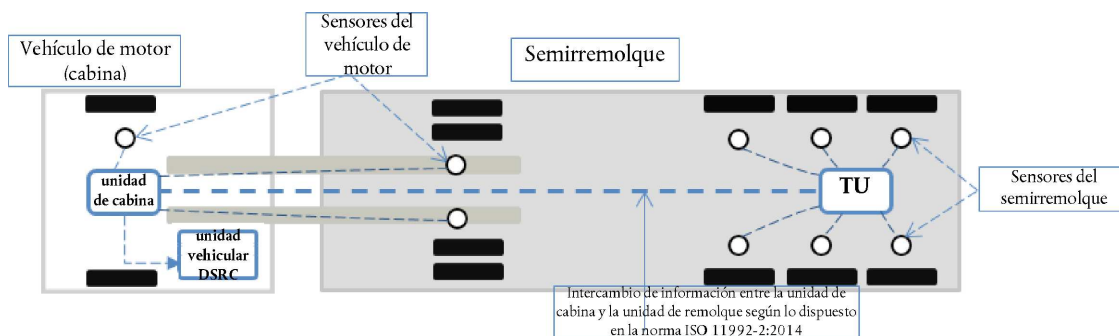 Vehículo de motor
(cabina)
Sensores del
vehículo de
motor
Semirremolque
unidad
de cabina
unidad
vehicular
DSRC
TU
Sensores del
semirremolque
Intercambio de información entre la unidad de
cabina y la unidad de remolque según lo dispuesto
en la norma ISO 11992-2:2014